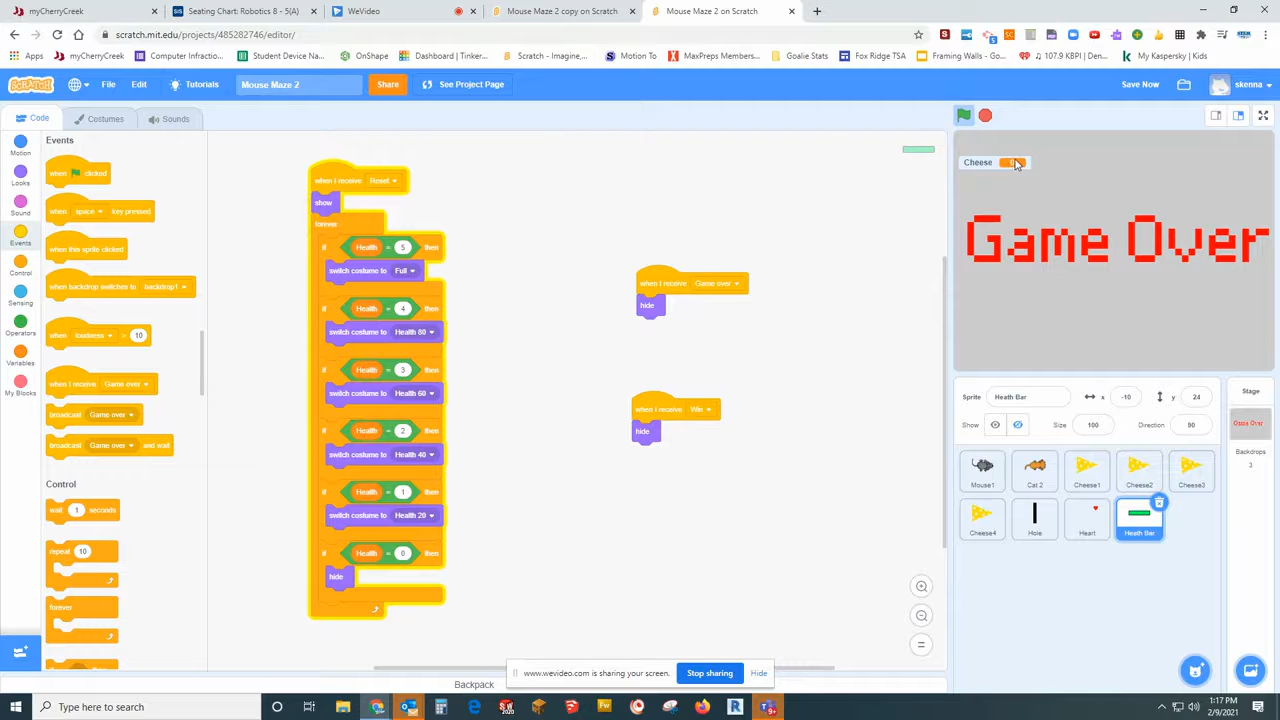 myCherryCreek
Seating Chart: Robotics 8 - 5(A)
WeVideo
Mouse Maze 2 copy on Scratch
Mouse Maze 2 on Scratch
scratch.mit.edu/projects/485282746/editor/
Apps
myCherryCreek
Computer Infractio...
Student Device Na...
OnShape
Dashboard | Tinker...
Scratch - Imagine,...
Motion To
MaxPreps Members...
Goalie Stats
Fox Ridge TSA
Framing Walls - Go...
107.9 KBPI | Den...
My Kaspersky | Kids
SCRATCH
File
Edit
Tutorials
Mouse Maze 2
Share
See Project Page
Save Now
skenna
Code
Costumes
Sounds
Motion
Looks
Sound
Events
Control
Sensing
Operators
Variables
My Blocks
Events
when clicked
when space key pressed
when this sprite clicked
when backdrop switches to backdrop1
when loudness > 10
when I receive Game over
broadcast Game over
broadcast Game over and wait
Control
wait 1 seconds
repeat 10
forever
when I receive Reset
show
forever
if Health = 5 then
switch costume to Full
if Health = 4 then
switch costume to Health 80
if Health = 3 then
switch costume to Health 60
if Health = 2 then
switch costume to Health 40
if Health = 1 then
switch costume to Health 20
if Health = 0 then
hide
when I receive Game over
hide
when I receive Win
hide
Cheese
Game Over
Sprite
Heath Bar
x
-10
y
24
Show
Size
100
Direction
90
Stage
Game Over
Backdrops
3
Mouse1
Cat 2
Cheese1
Cheese2
Cheese3
Cheese4
Hole
Heart
Heath Bar
Backpack
www.wevideo.com is sharing your screen.
Stop sharing
Hide
Type here to search
1:17 PM
2/9/2021